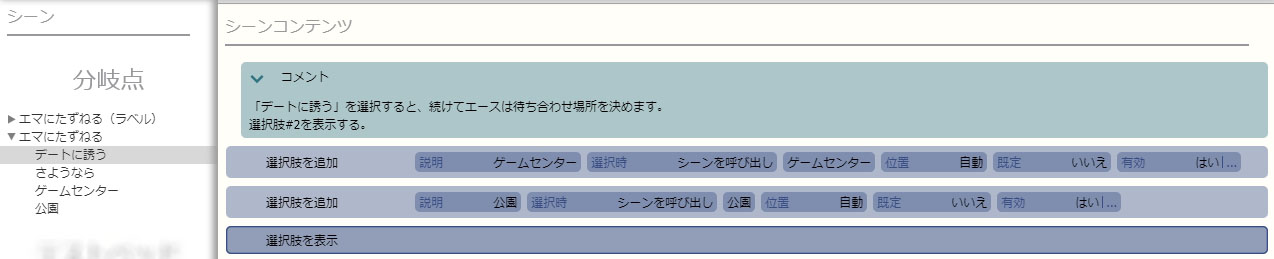 シーン
分岐点
▶エマにたずねる（ラベル）
▼エマにたずねる
デートに誘う
さようなら
ゲームセンター
公園
シーンコンテンツ
コメント
「デートに誘う」を選択すると、続けてエースは待ち合わせ場所を決めます。
選択肢#2を表示する。
選択肢を追加 説明 ゲームセンター 選択時 シーンを呼び出し ゲームセンター 位置 自動 既定 いいえ 有効 はい|...
選択肢を追加 説明 公園 選択時 シーンを呼び出し 公園 位置 自動 既定 いいえ 有効 はい|...
選択肢を表示